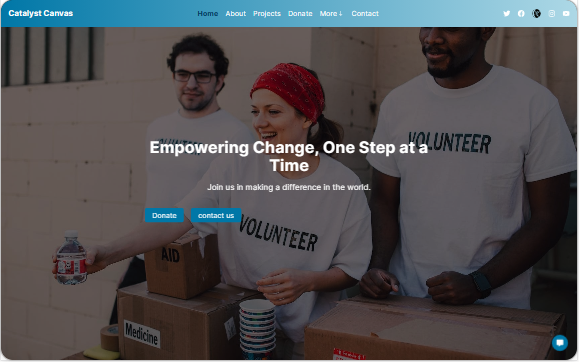 Catalyst Canvas
Home About Projects Donate More ↓ Contact
VOLUNTEER
Empowering Change, One Step at a
Time
Join us in making a difference in the world.
Donate contact us
VOLUNTEER
AID
Medicine